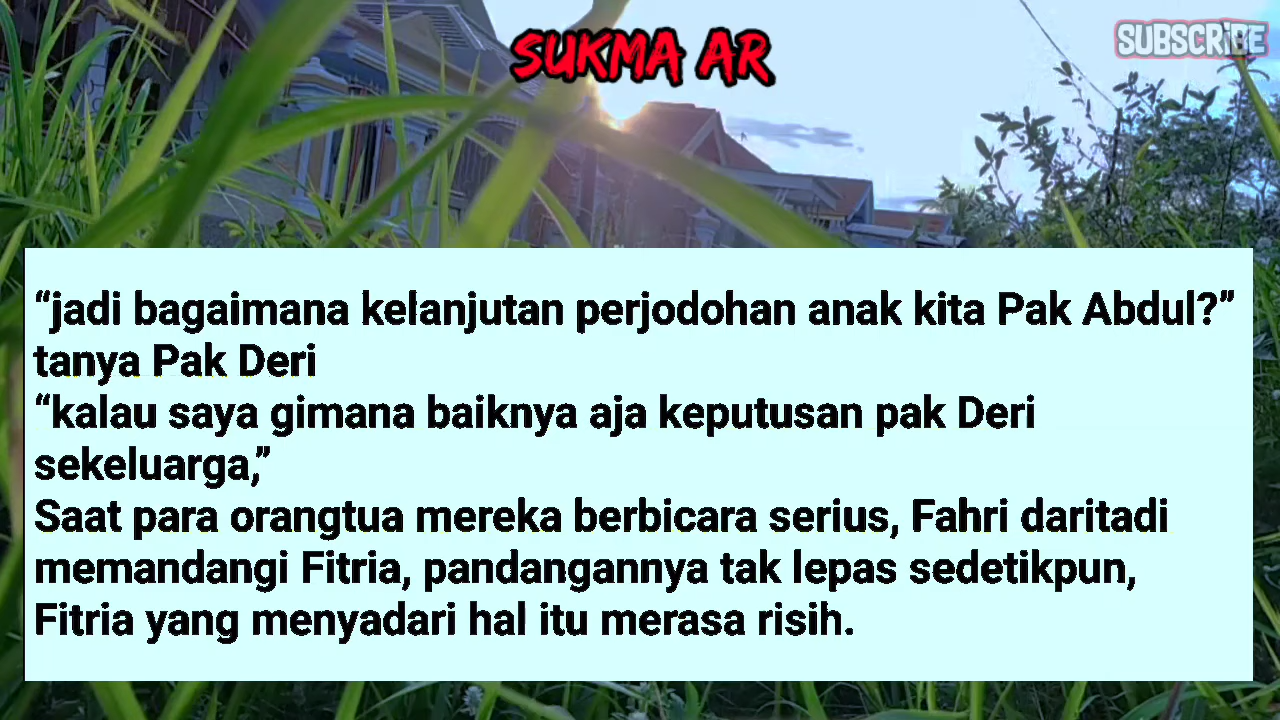 SUKMA AR
SUBSCRiBE
“jadi bagaimana kelanjutan perjodohan anak kita Pak Abdul?”
tanya Pak Deri
“kalau saya gimana baiknya aja keputusan pak Deri
sekeluarga,”
Saat para orangtua mereka berbicara serius, Fahri daritadi
memandangi Fitria, pandangannya tak lepas sedetikpun,
Fitria yang menyadari hal itu merasa risih.